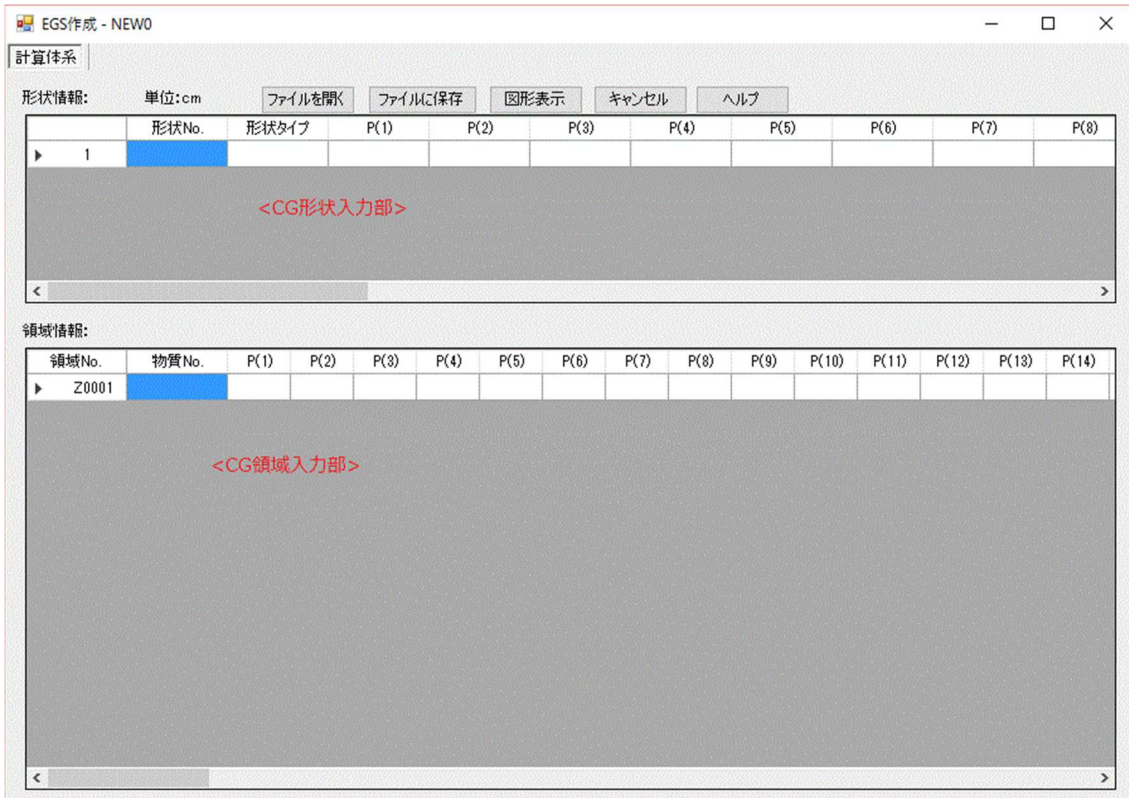 EGS作成 - NEW0
計算体系
形状情報: 単位:cm ファイルを開く ファイルに保存 図形表示 キャンセル ヘルプ
形状No. 形状タイプ P(1) P(2) P(3) P(4) P(5) P(6) P(7) P(8)
1
<CG形状入力部>
領域情報:
領域No. 物質No. P(1) P(2) P(3) P(4) P(5) P(6) P(7) P(8) P(9) P(10) P(11) P(12) P(13) P(14)
Z0001
<CG領域入力部>